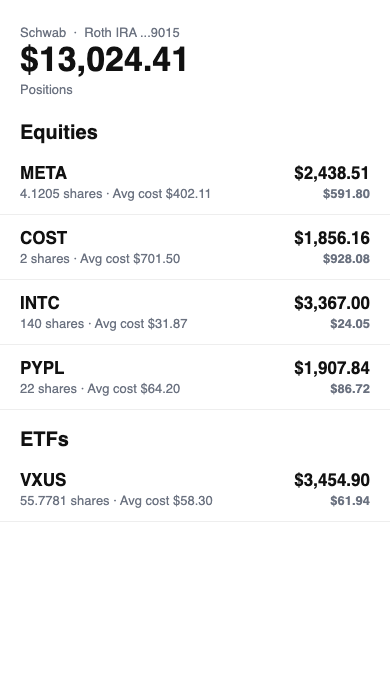 Schwab · Roth IRA ...9015
$13,024.41
Positions
Equities
META $2,438.51
4.1205 shares · Avg cost $402.11 $591.80
COST $1,856.16
2 shares · Avg cost $701.50 $928.08
INTC $3,367.00
140 shares · Avg cost $31.87 $24.05
PYPL $1,907.84
22 shares · Avg cost $64.20 $86.72
ETFs
VXUS $3,454.90
55.7781 shares · Avg cost $58.30 $61.94